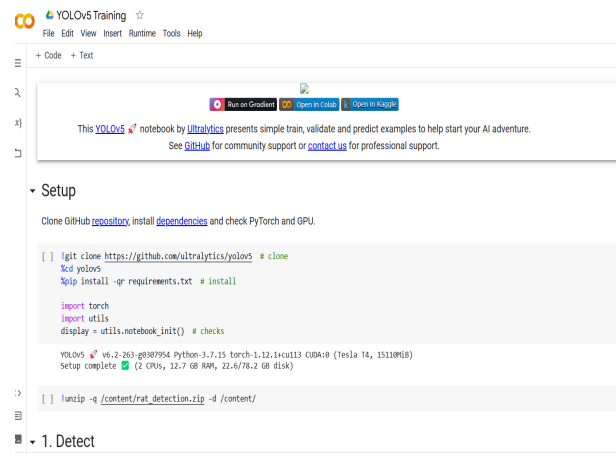 YOLOv5 Training
File Edit View Insert Runtime Tools Help
+ Code + Text
Run on Gradient Open in Colab Open in Kaggle
This YOLOv5 🚀 notebook by Ultralytics presents simple train, validate and predict examples to help start your AI adventure.
See GitHub for community support or contact us for professional support.
Setup
Clone GitHub repository, install dependencies and check PyTorch and GPU.
[ ] !git clone https://github.com/ultralytics/yolov5 # clone
%cd yolov5
%pip install -qr requirements.txt # install
import torch
import utils
display = utils.notebook_init() # checks
YOLOv5 🚀 v6.2-263-g0307954 Python-3.7.15 torch-1.12.1+cu113 CUDA:0 (Tesla T4, 15110MiB)
Setup complete ✅ (2 CPUs, 12.7 GB RAM, 22.6/78.2 GB disk)
[ ] !unzip -q /content/rat_detection.zip -d /content/
1. Detect